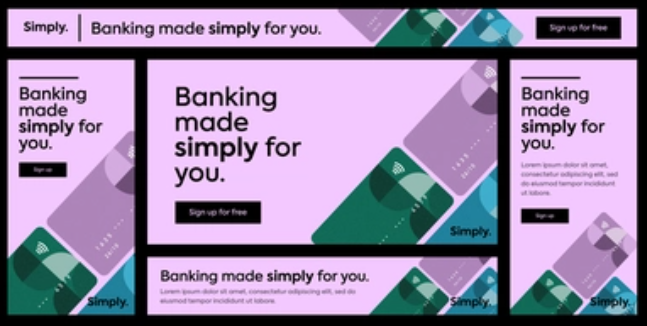 Simply.
Banking made simply for you.
Sign up for free
Banking
made
simply for
you.
Sign up
Simply.
Banking
made
simply for
you.
Sign up for free
Simply.
Banking made simply for you.
Lorem ipsum dolor sit amet, consectetur adipiscing elit, sed do
eiusmod tempor incididunt ut labore.
Simply.
Banking
made
simply for
you.
Lorem ipsum dolor sit amet,
consectetur adipiscing elit, sed
do eiusmod tempor incididunt
ut labore.
Sign up
Simply.